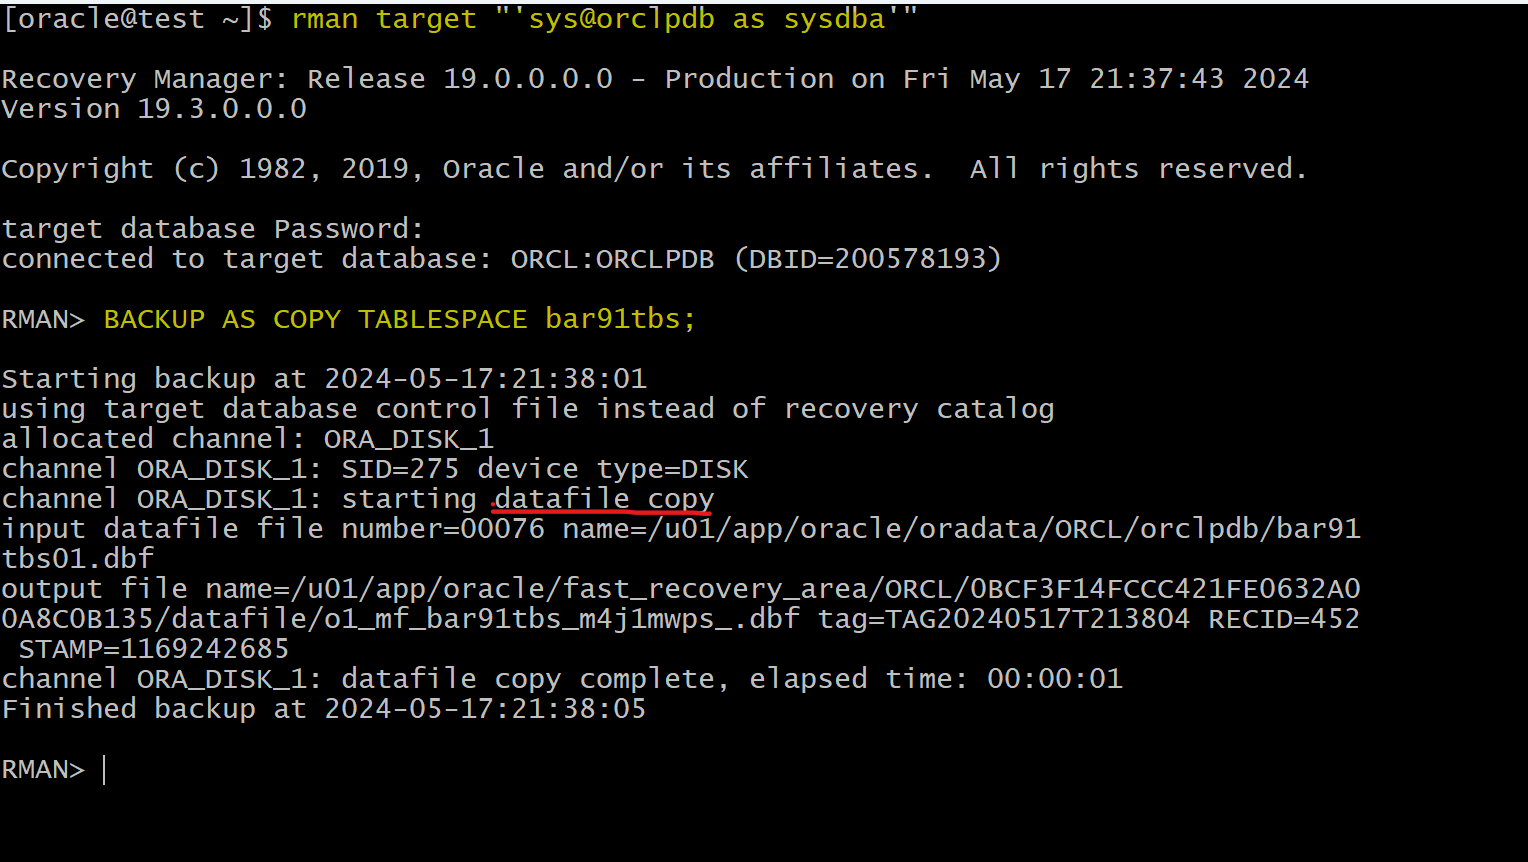 [oracle@test ~]$ rman target "'sys@orclpdb as sysdba'"
Recovery Manager: Release 19.0.0.0.0 - Production on Fri May 17 21:37:43 2024
Version 19.3.0.0.0
Copyright (c) 1982, 2019, Oracle and/or its affiliates.  All rights reserved.
target database Password:
connected to target database: ORCL:ORCLPDB (DBID=200578193)
RMAN> BACKUP AS COPY TABLESPACE bar91tbs;
Starting backup at 2024-05-17:21:38:01
using target database control file instead of recovery catalog
allocated channel: ORA_DISK_1
channel ORA_DISK_1: SID=275 device type=DISK
channel ORA_DISK_1: starting datafile copy
input datafile file number=00076 name=/u01/app/oracle/oradata/ORCL/orclpdb/bar91
tbs01.dbf
output file name=/u01/app/oracle/fast_recovery_area/ORCL/0BCF3F14FCCC421FE0632A0
0A8C0B135/datafile/o1_mf_bar91tbs_m4j1mwps_.dbf tag=TAG20240517T213804 RECID=452
 STAMP=1169242685
channel ORA_DISK_1: datafile copy complete, elapsed time: 00:00:01
Finished backup at 2024-05-17:21:38:05
RMAN>